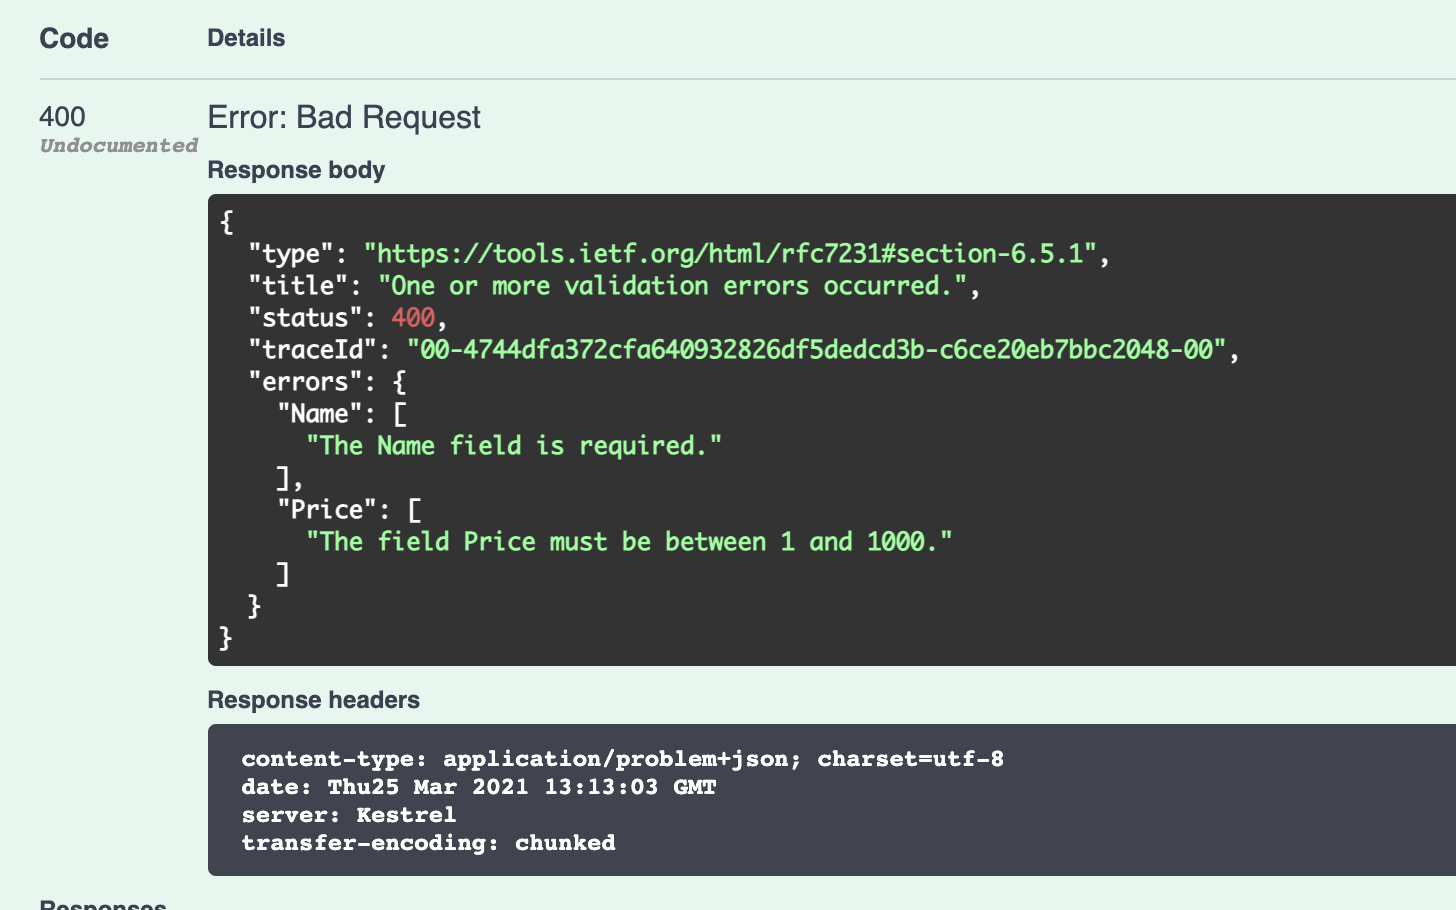 Code Details
400 Error: Bad Request
Undocumented
Response body
{
  "type": "https://tools.ietf.org/html/rfc7231#section-6.5.1",
  "title": "One or more validation errors occurred.",
  "status": 400,
  "traceId": "00-4744dfa372cfa640932826df5dedcd3b-c6ce20eb7bbc2048-00",
  "errors": {
    "Name": [
      "The Name field is required."
    ],
    "Price": [
      "The field Price must be between 1 and 1000."
    ]
  }
}
Response headers
content-type: application/problem+json; charset=utf-8
date: Thu25 Mar 2021 13:13:03 GMT
server: Kestrel
transfer-encoding: chunked
Responses